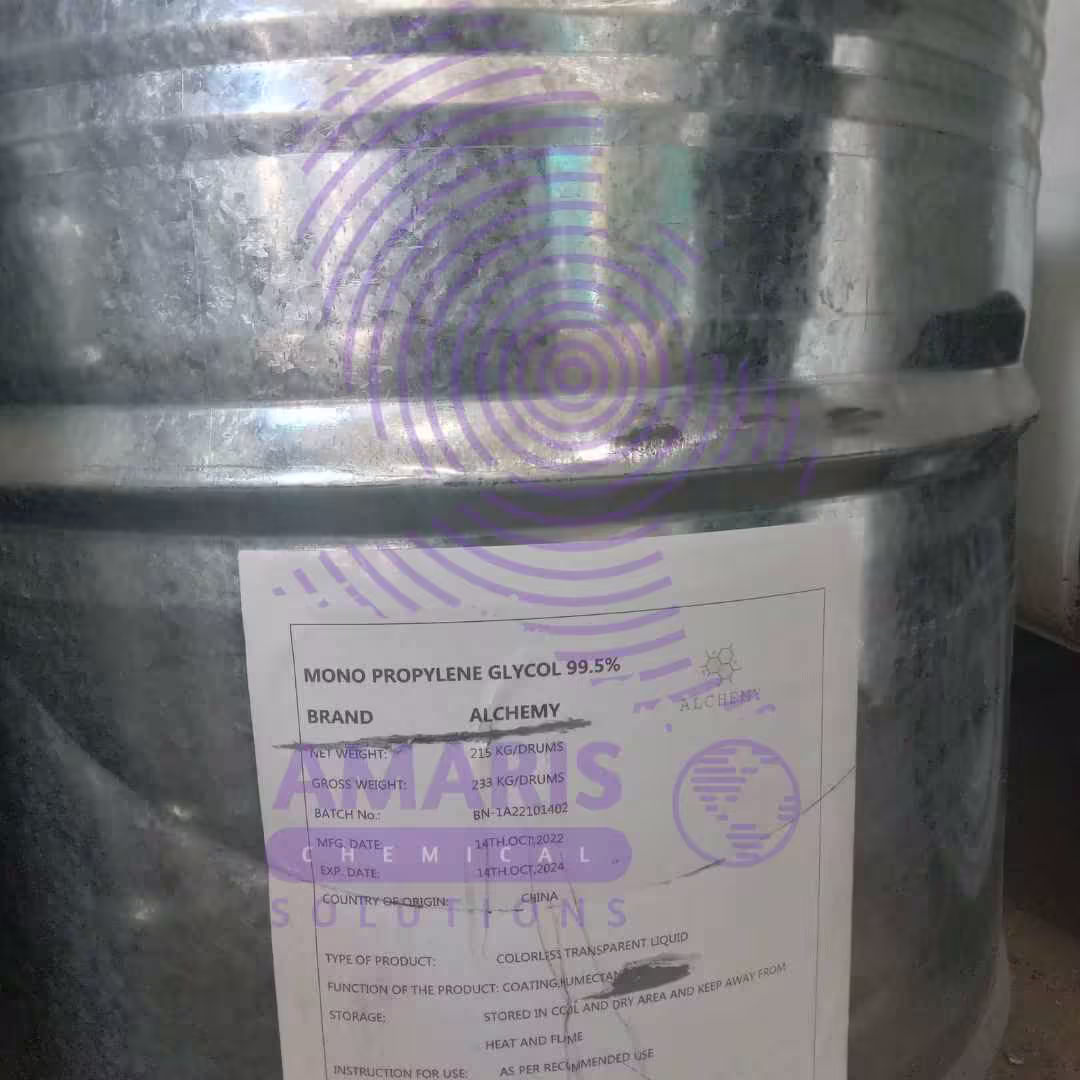 MONO PROPYLENE GLYCOL 99.5%
ALCHEMY
BRAND ALCHEMY
NET WEIGHT: 215 KG/DRUMS
GROSS WEIGHT: 233 KG/DRUMS
BATCH No.: BN-1A22101402
MFG. DATE: 14TH.OCT,2022
EXP. DATE: 14TH.OCT,2024
COUNTRY OF ORIGIN: CHINA
TYPE OF PRODUCT: COLORLESS TRANSPARENT LIQUID
FUNCTION OF THE PRODUCT: COATING,
STORAGE: STORED IN COOL AND DRY AREA AND KEEP AWAY FROM
HEAT AND FLAME
INSTRUCTION FOR USE: AS PER RECOMMENDED USE
AMARIS
CHEMICAL
SOLUTIONS